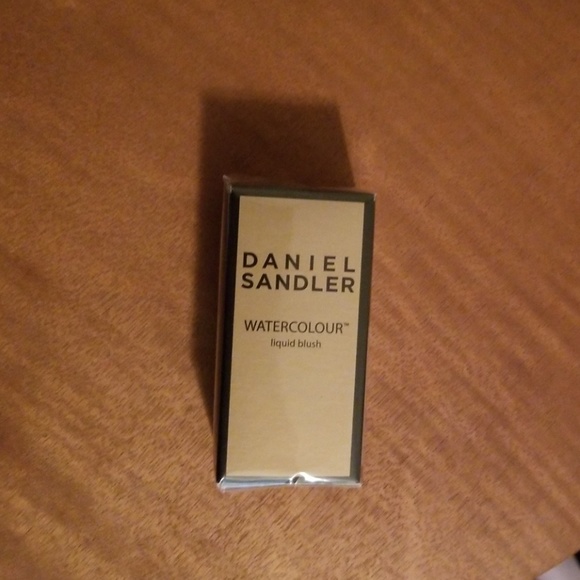 DANIEL
SANDLER
WATERCOLOUR™
liquid blush